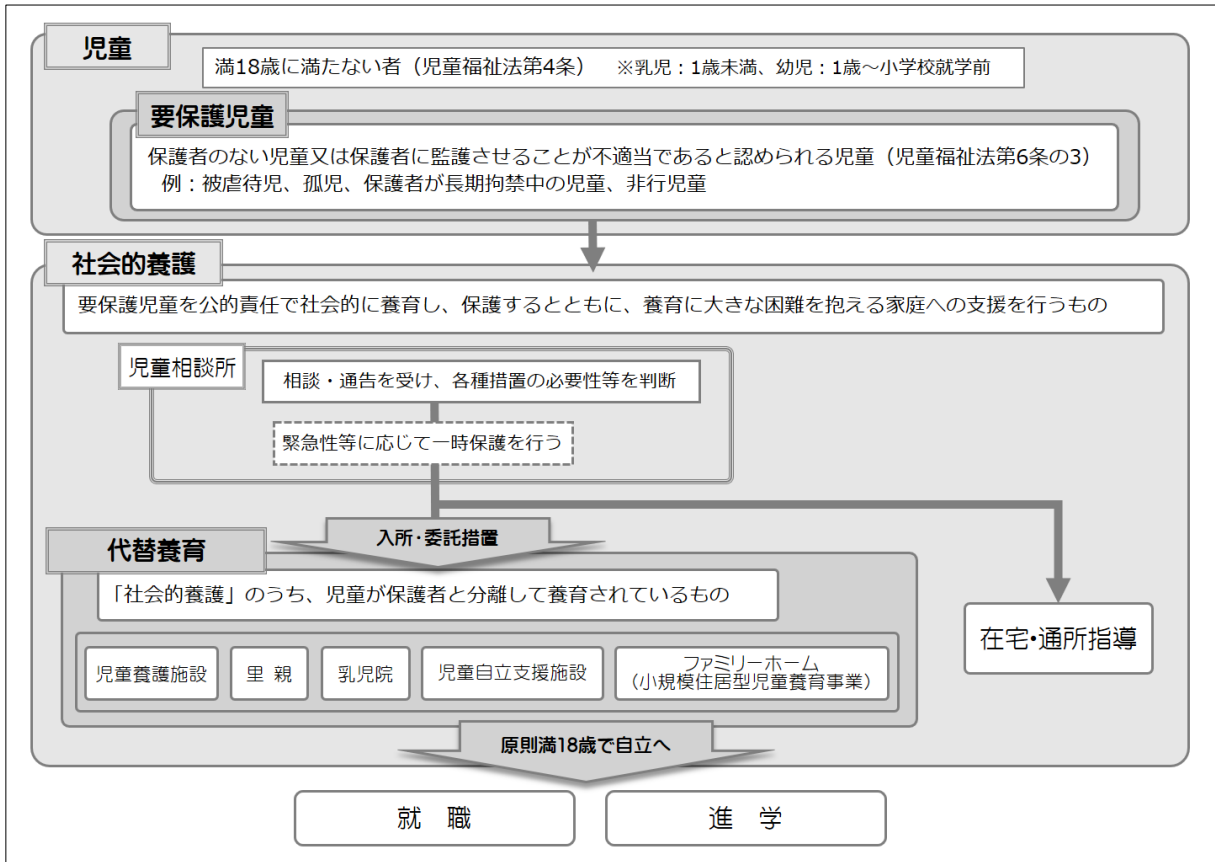 児童
満18歳に満たない者（児童福祉法第4条）　※乳児：1歳未満、幼児：1歳～小学校就学前
要保護児童
保護者のない児童又は保護者に監護させることが不適当であると認められる児童（児童福祉法第6条の3）
例：被虐待児、孤児、保護者が長期拘禁中の児童、非行児童
社会的養護
要保護児童を公的責任で社会的に養育し、保護するとともに、養育に大きな困難を抱える家庭への支援を行うもの
児童相談所
相談・通告を受け、各種措置の必要性等を判断
緊急性等に応じて一時保護を行う
入所・委託措置
代替養育
「社会的養護」のうち、児童が保護者と分離して養育されているもの
児童養護施設
里 親
乳児院
児童自立支援施設
ファミリーホーム
（小規模住居型児童養育事業）
在宅・通所指導
原則満18歳で自立へ
就　職
進　学